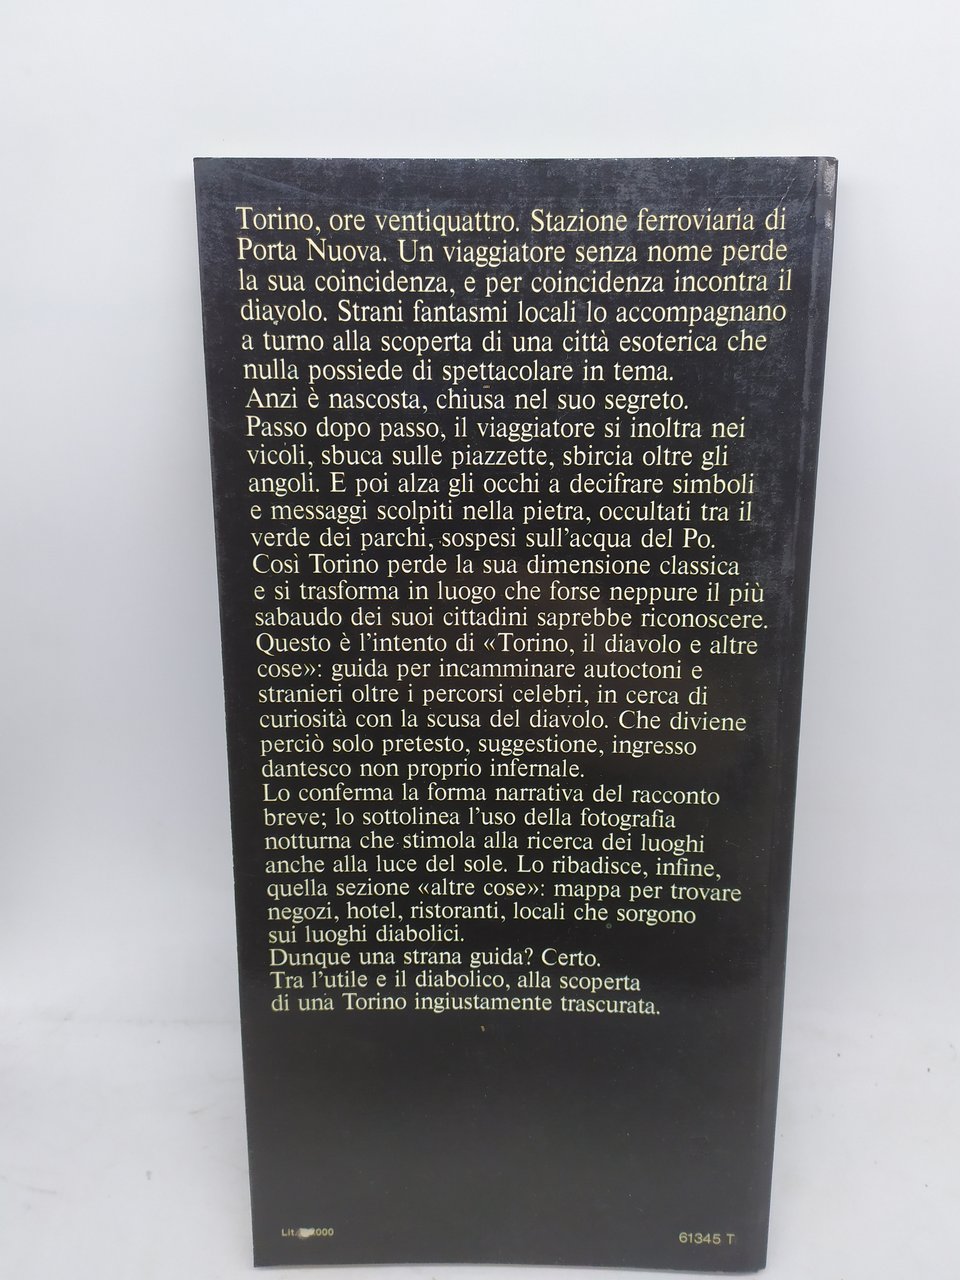 Torino, ore ventiquattro. Stazione ferroviaria di
Porta Nuova. Un viaggiatore senza nome perde
la sua coincidenza, e per coincidenza incontra il
diavolo. Strani fantasmi locali lo accompagnano
a turno alla scoperta di una città esoterica che
nulla possiede di spettacolare in tema.
Anzi è nascosta, chiusa nel suo segreto.
Passo dopo passo, il viaggiatore si inoltra nei
vicoli, sbuca sulle piazzette, sbircia oltre gli
angoli. E poi alza gli occhi a decifrare simboli
e messaggi scolpiti nella pietra, occultati tra il
verde dei parchi, sospesi sull'acqua del Po.
Così Torino perde la sua dimensione classica
e si trasforma in luogo che forse neppure il più
sabaudo dei suoi cittadini saprebbe riconoscere.
Questo è l'intento di «Torino, il diavolo e altre
cose»: guida per incamminare autoctoni e
stranieri oltre i percorsi celebri, in cerca di
curiosità con la scusa del diavolo. Che diviene
perciò solo pretesto, suggestione, ingresso
dantesco non proprio infernale.
Lo conferma la forma narrativa del racconto
breve; lo sottolinea l'uso della fotografia
notturna che stimola alla ricerca dei luoghi
anche alla luce del sole. Lo ribadisce, infine,
quella sezione «altre cose»: mappa per trovare
negozi, hotel, ristoranti, locali che sorgono
sui luoghi diabolici.
Dunque una strana guida? Certo.
Tra l'utile e il diabolico, alla scoperta
di una Torino ingiustamente trascurata.
Lit.
61345 T